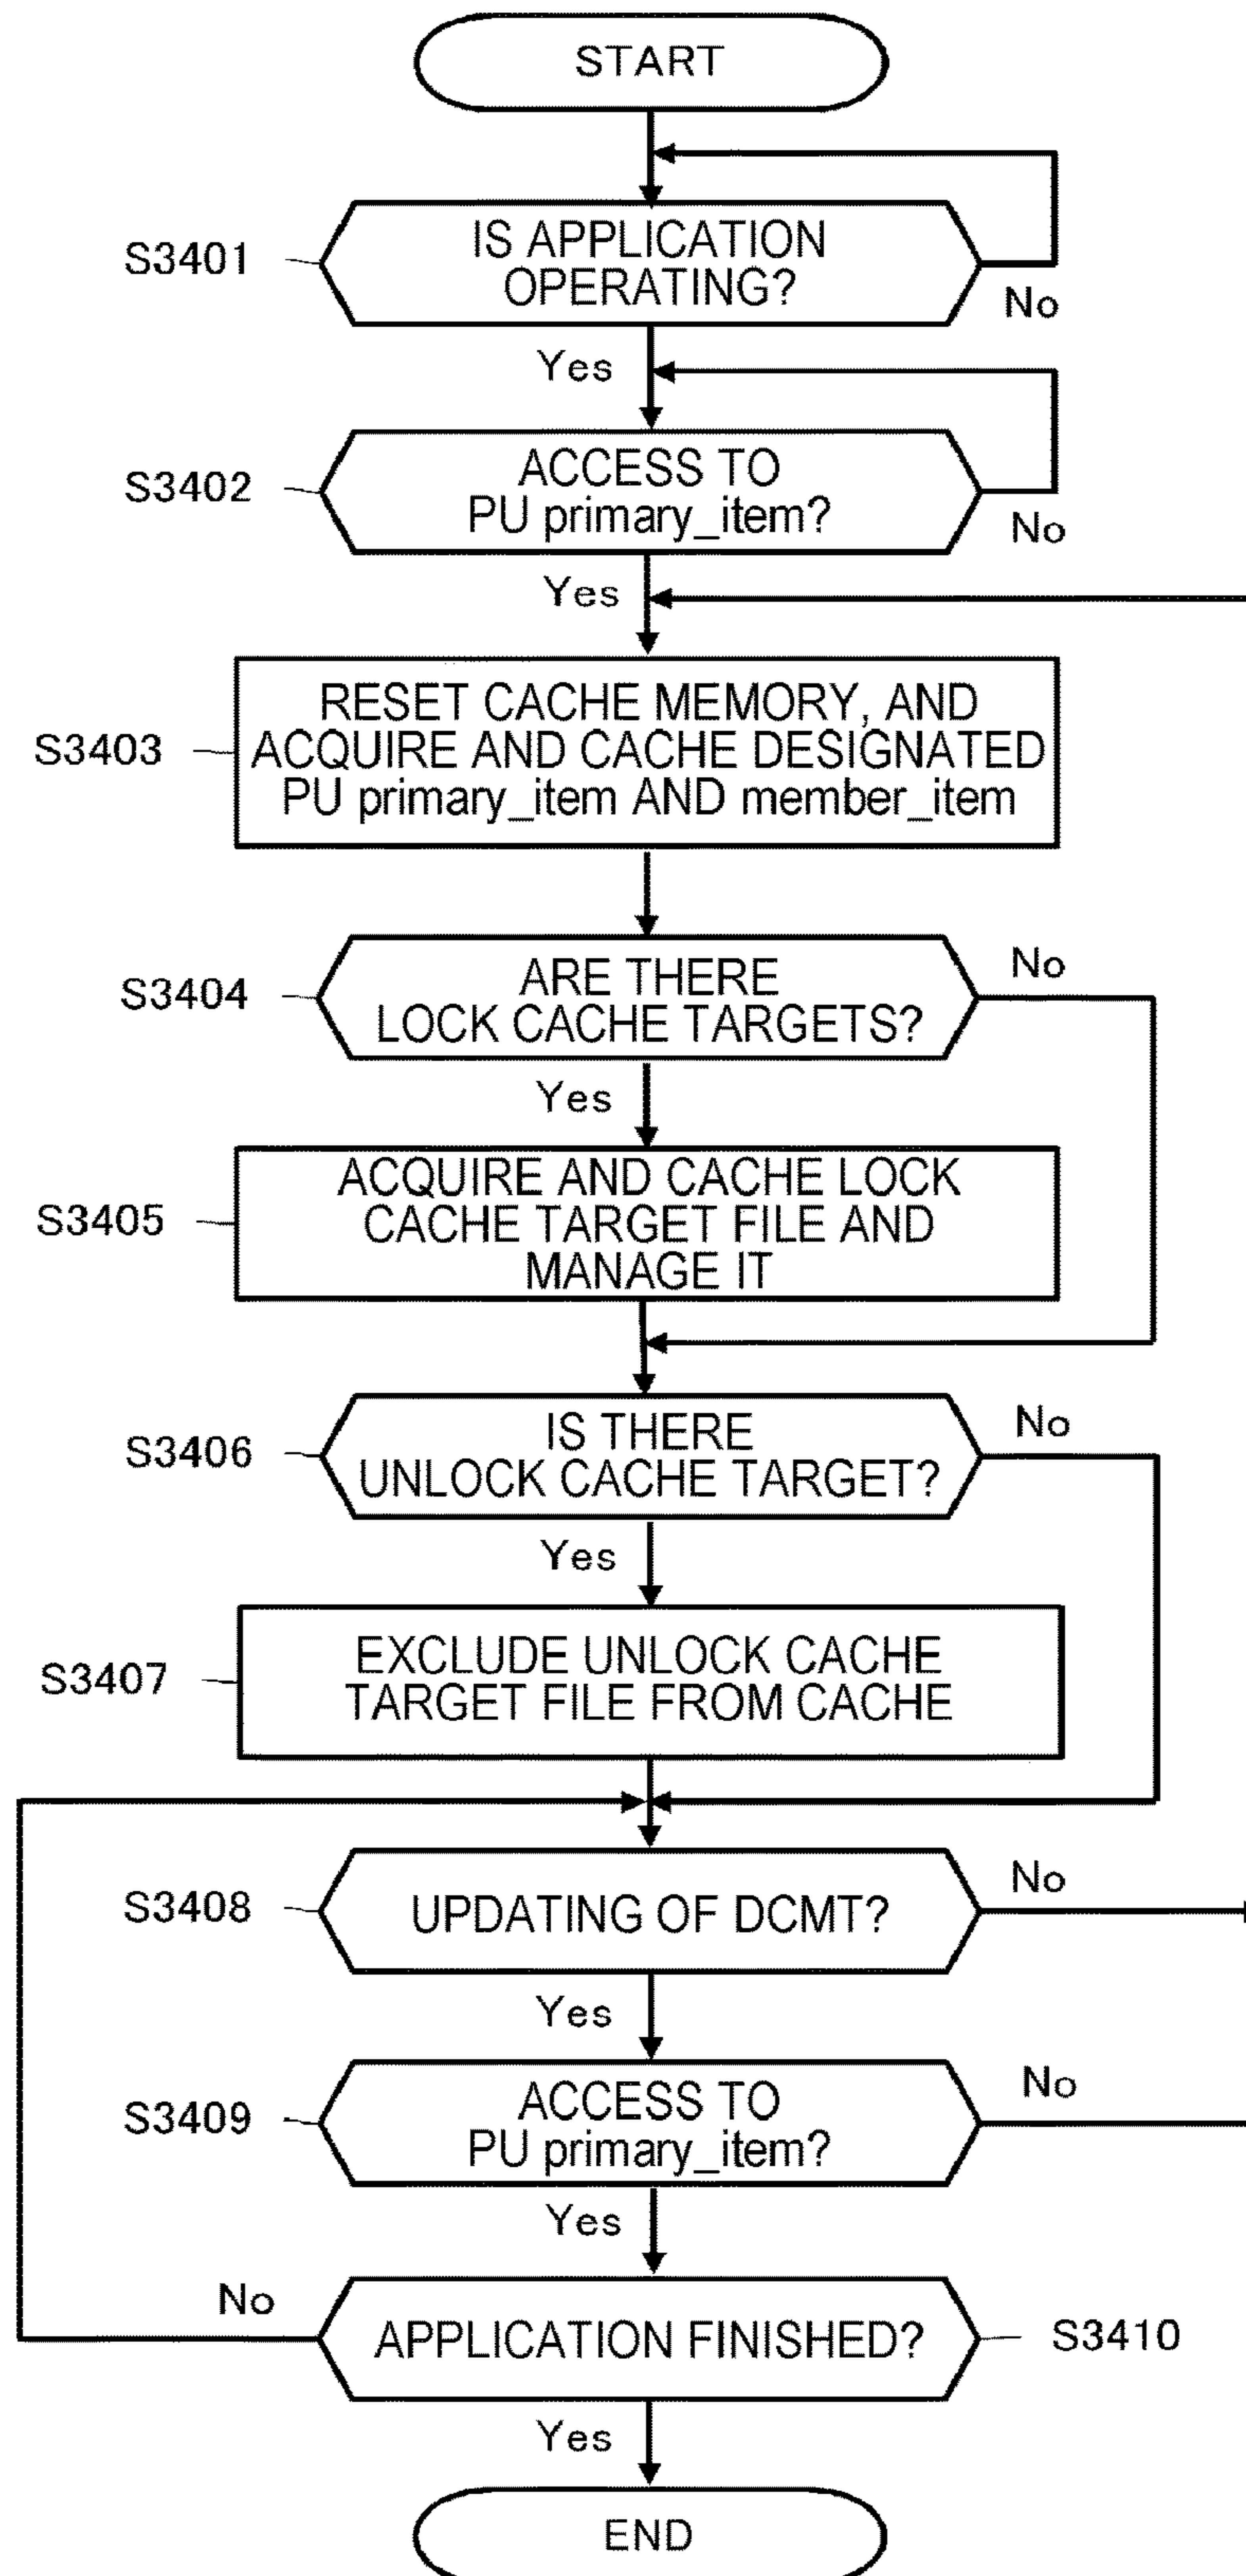 START
S3401
IS APPLICATION
OPERATING?
No
Yes
S3402
ACCESS TO
PU primary_item?
No
Yes
S3403
RESET CACHE MEMORY, AND
ACQUIRE AND CACHE DESIGNATED
PU primary_item AND member_item
S3404
ARE THERE
LOCK CACHE TARGETS?
No
Yes
S3405
ACQUIRE AND CACHE LOCK
CACHE TARGET FILE AND
MANAGE IT
S3406
IS THERE
UNLOCK CACHE TARGET?
No
Yes
S3407
EXCLUDE UNLOCK CACHE
TARGET FILE FROM CACHE
S3408
UPDATING OF DCMT?
No
Yes
S3409
ACCESS TO
PU primary_item?
No
Yes
No
APPLICATION FINISHED?
S3410
Yes
END